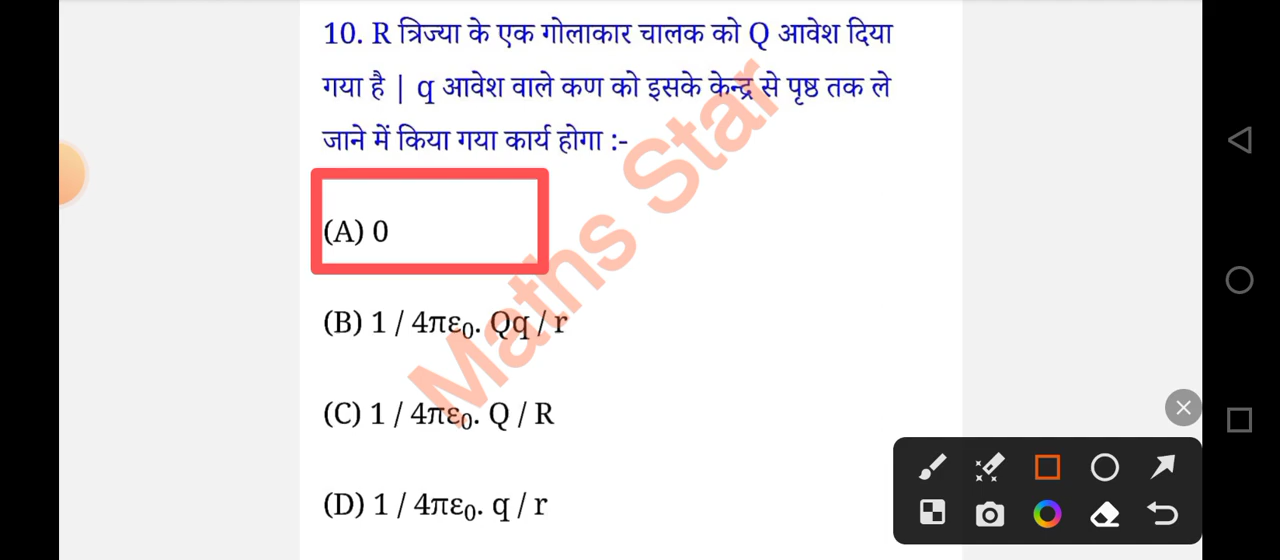 10. R त्रिज्या के एक गोलाकार चालक को Q आवेश दिया
गया है | q आवेश वाले कण को इसके केन्द्र से पृष्ठ तक ले
जाने में किया गया कार्य होगा :-
(A) 0
(B) 1 / 4πε₀. Qq / r
(C) 1 / 4πε₀. Q / R
(D) 1 / 4πε₀. q / r
Maths Star